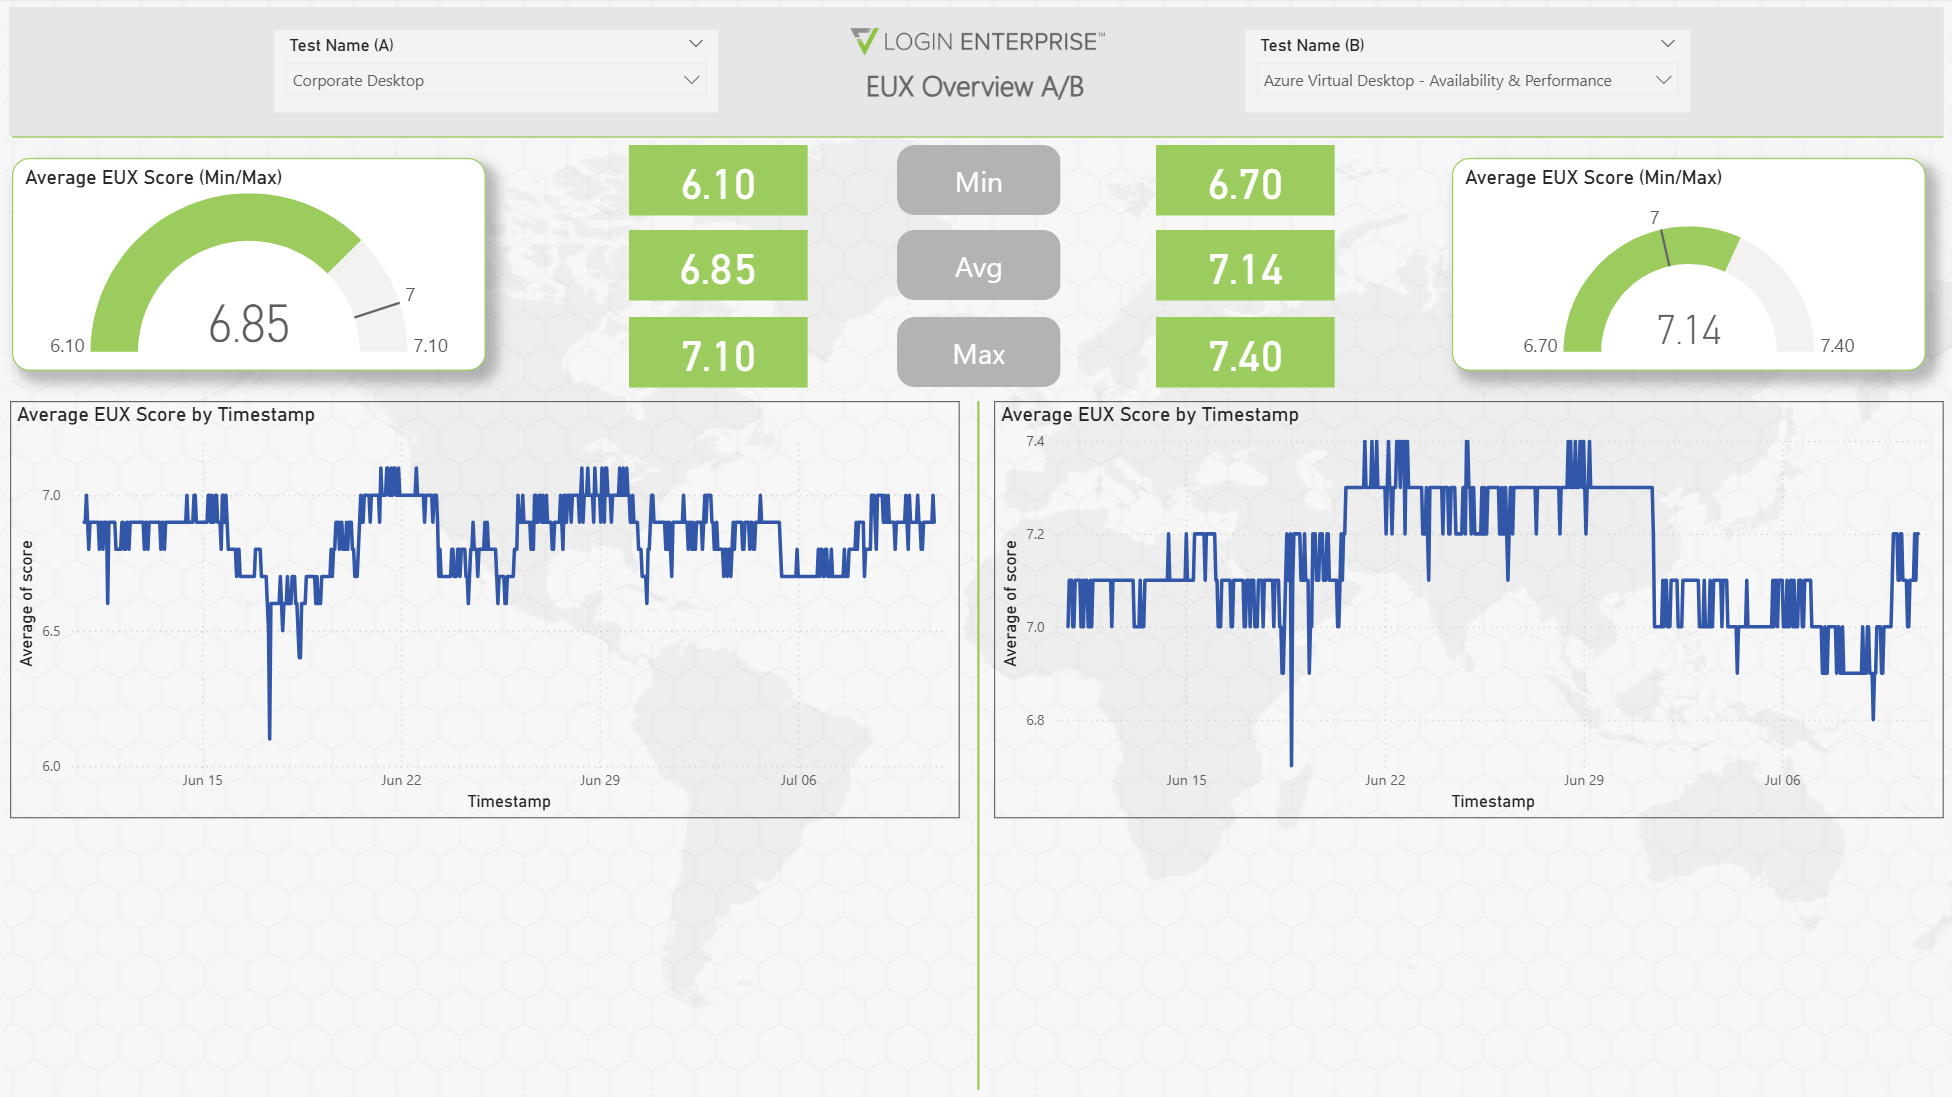 Test Name (A)
Corporate Desktop
LOGIN ENTERPRISE™
EUX Overview A/B
Test Name (B)
Azure Virtual Desktop - Availability & Performance
Average EUX Score (Min/Max)
7
6.85
6.10
7.10
6.10
Min
6.70
6.85
Avg
7.14
7.10
Max
7.40
Average EUX Score (Min/Max)
7
7.14
6.70
7.40
Average EUX Score by Timestamp
7.0
6.5
6.0
Average of score
Jun 15
Jun 22
Jun 29
Jul 06
Timestamp
Average EUX Score by Timestamp
7.4
7.2
7.0
6.8
Average of score
Jun 15
Jun 22
Jun 29
Jul 06
Timestamp